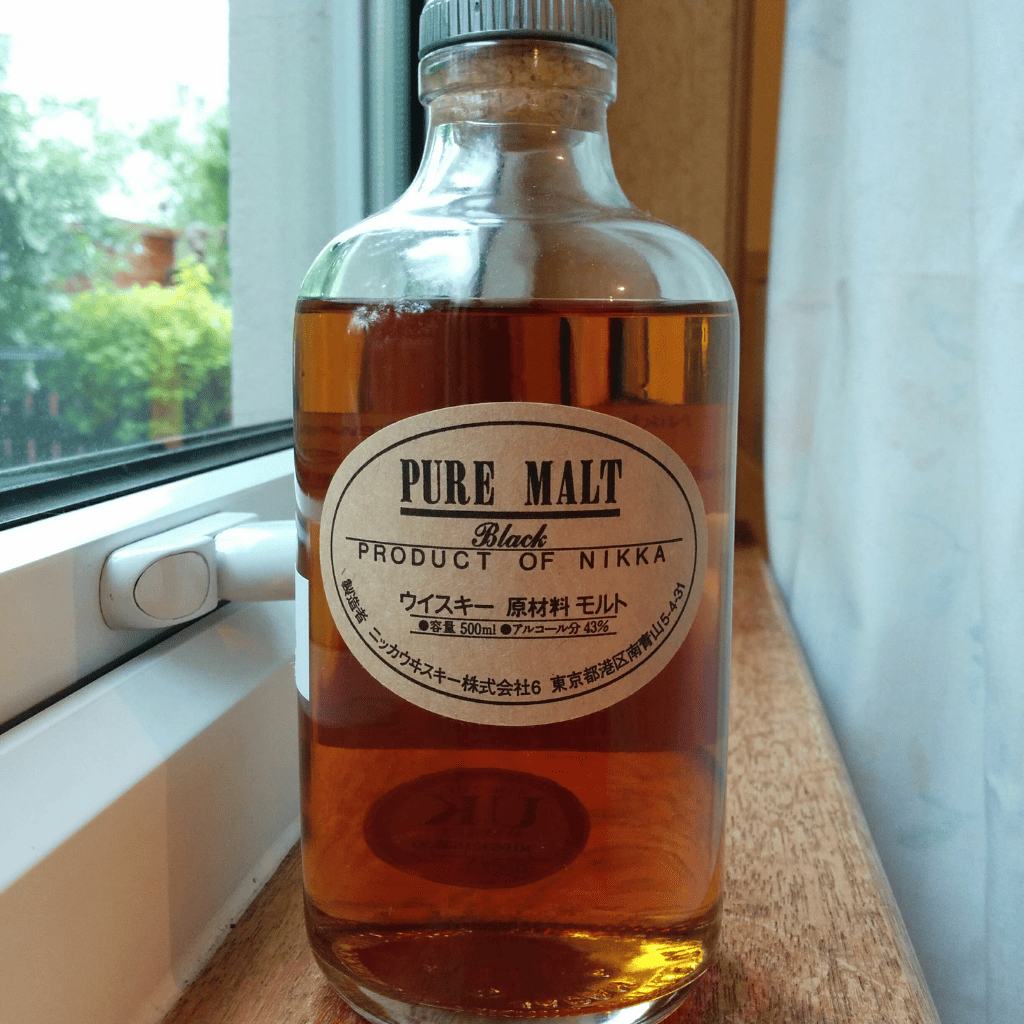 PURE MALT
Black
PRODUCT OF NIKKA
ウイスキー 原材料 モルト
●容量 500ml ●アルコール分 43%
製造者 ニッカウヰスキー株式会社6 東京都港区南青山5-4-31
UK